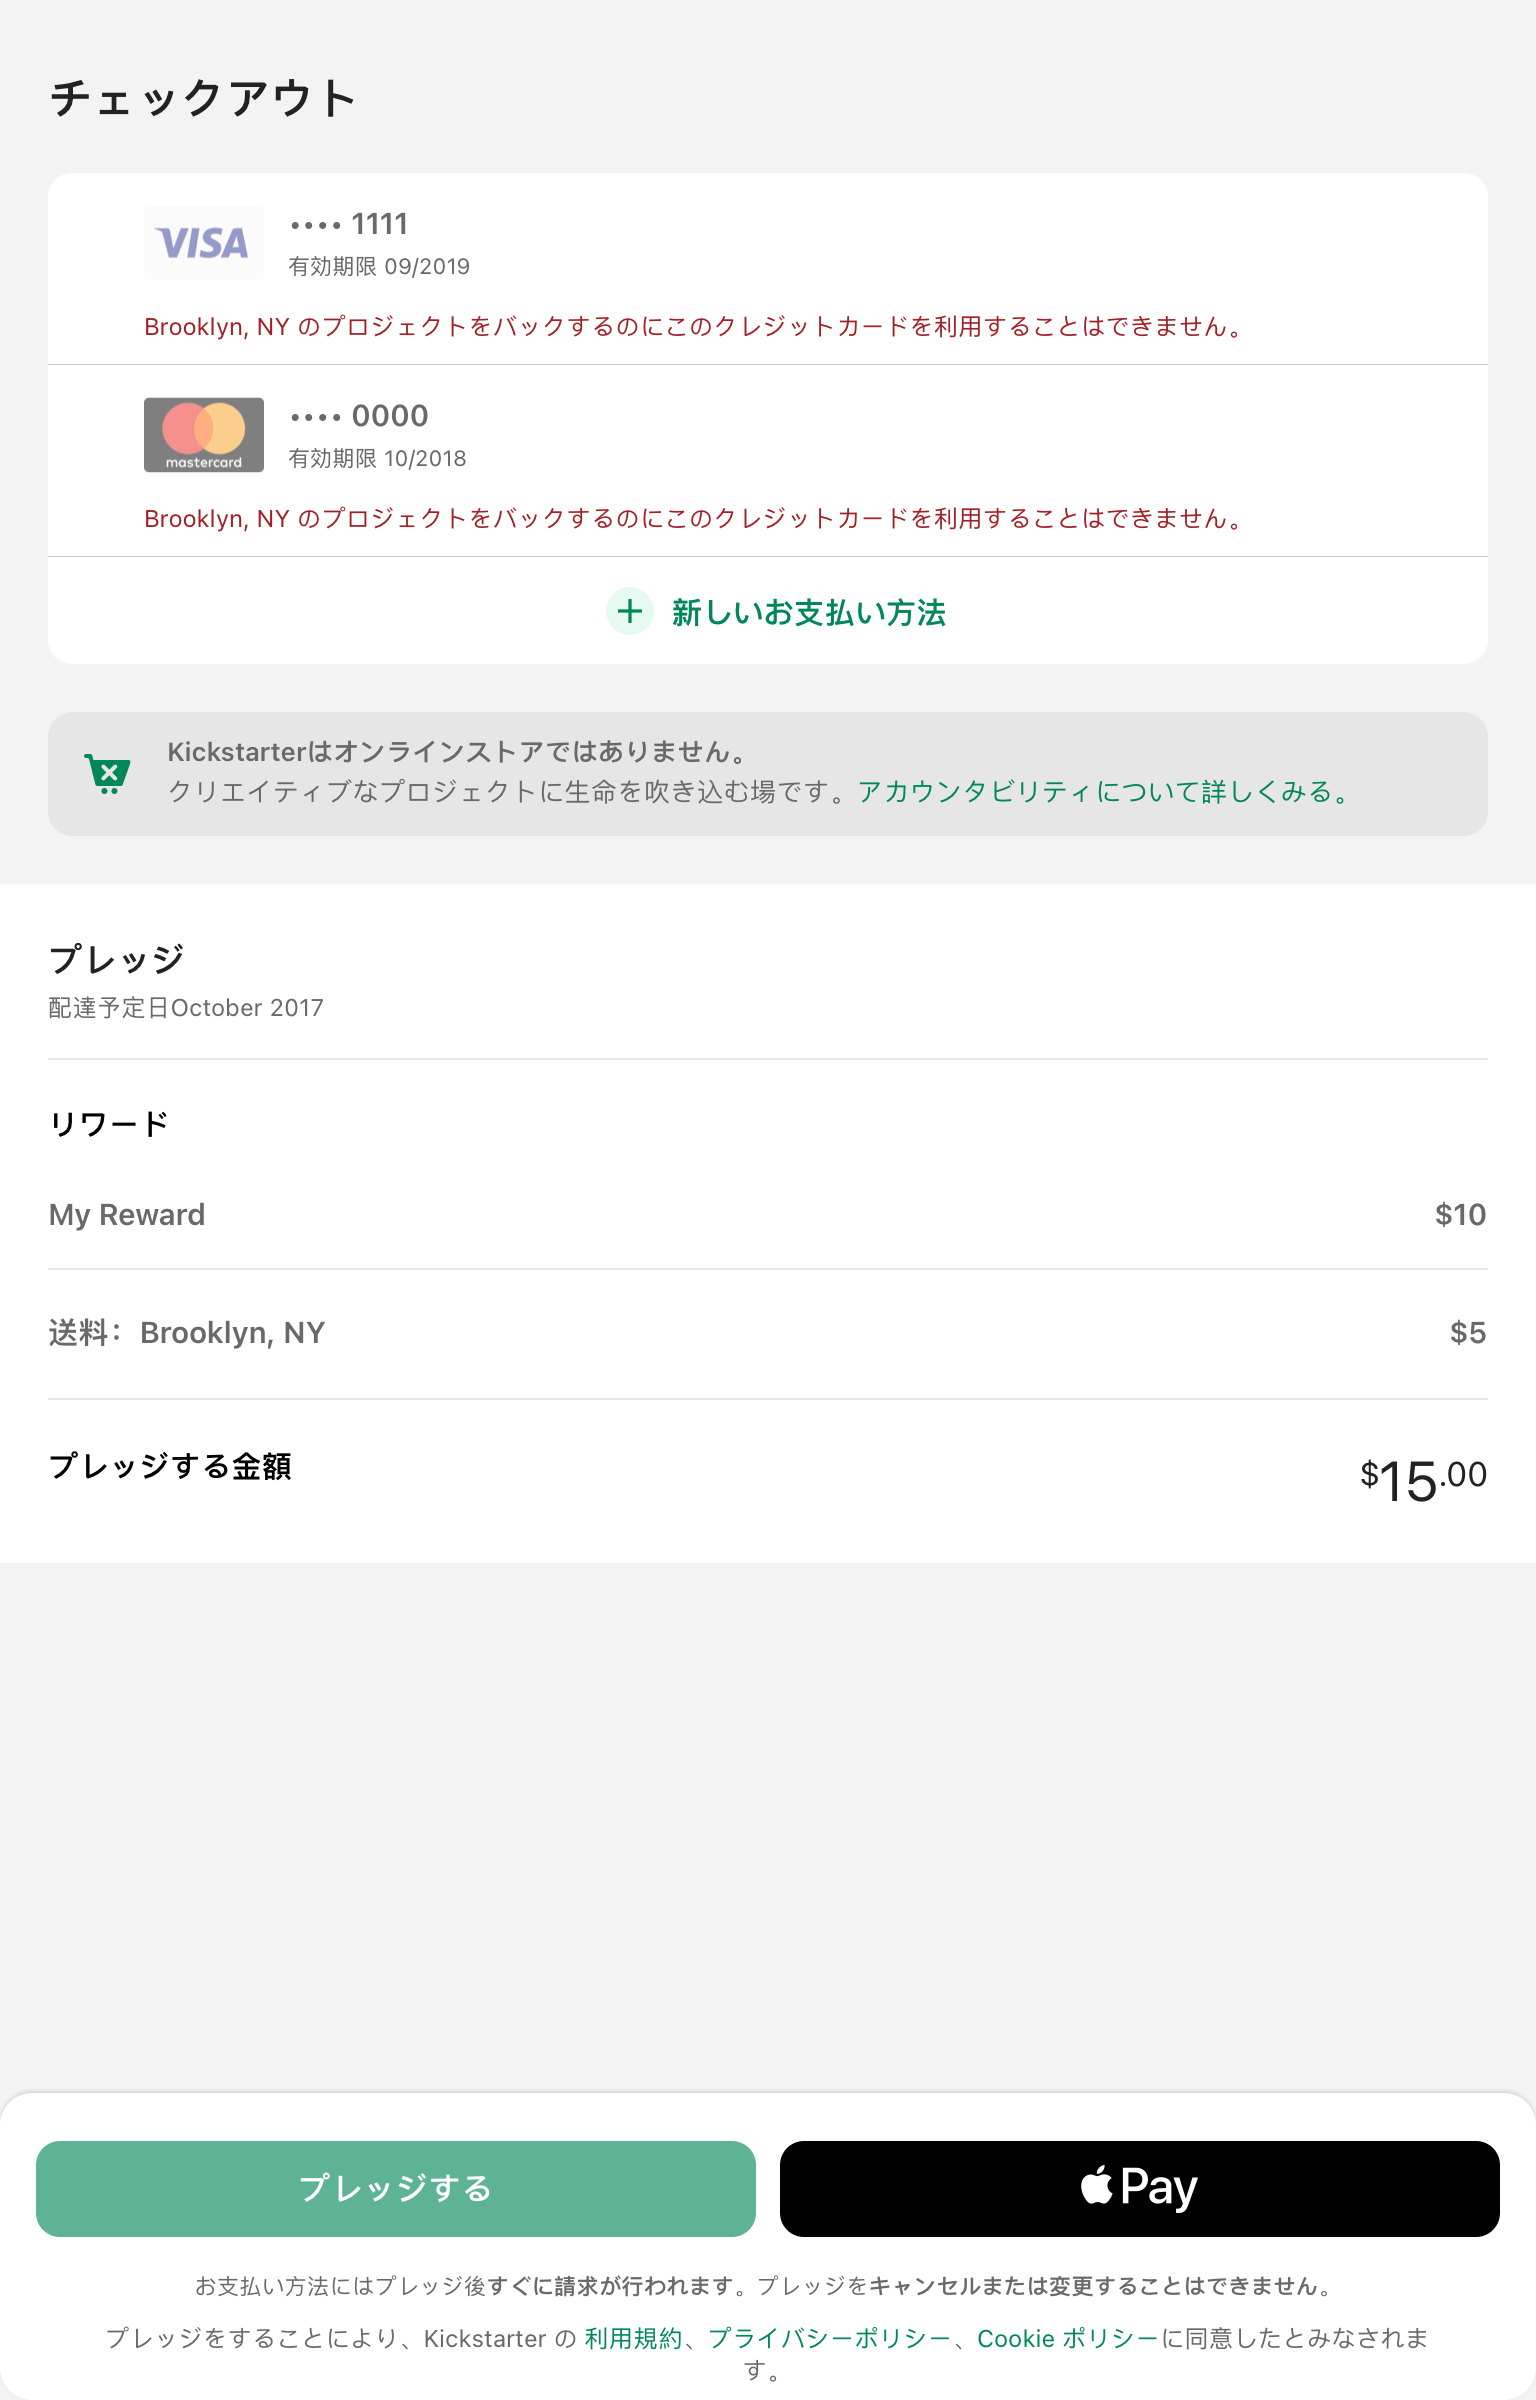 チェックアウト
VISA
•••• 1111
有効期限 09/2019
Brooklyn, NY のプロジェクトをバックするのにこのクレジットカードを利用することはできません。
mastercard
•••• 0000
有効期限 10/2018
Brooklyn, NY のプロジェクトをバックするのにこのクレジットカードを利用することはできません。
新しいお支払い方法
Kickstarterはオンラインストアではありません。
クリエイティブなプロジェクトに生命を吹き込む場です。アカウンタビリティについて詳しくみる。
プレッジ
配達予定日October 2017
リワード
My Reward $10
送料: Brooklyn, NY $5
プレッジする金額 $15.00
プレッジする
Pay
お支払い方法にはプレッジ後すぐに請求が行われます。プレッジをキャンセルまたは変更することはできません。
プレッジをすることにより、Kickstarter の 利用規約、プライバシーポリシー、Cookie ポリシーに同意したとみなされま
す。